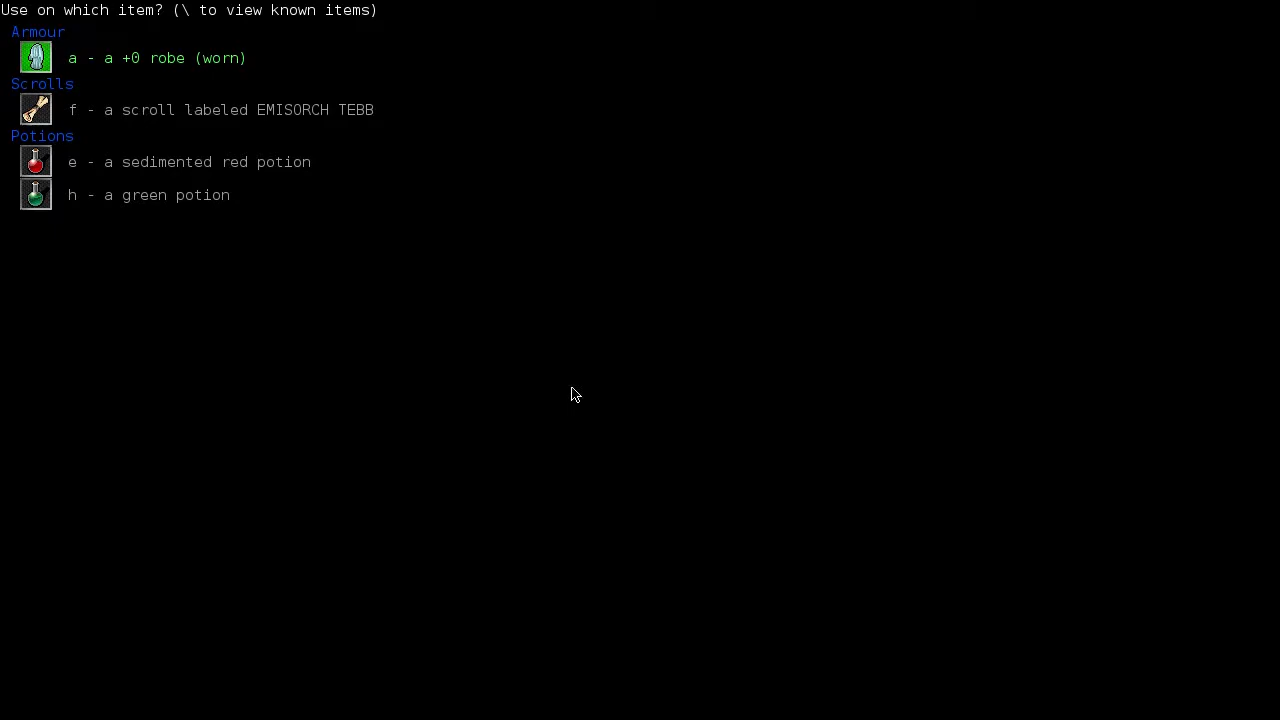 Use on which item? (\ to view known items)
Armour
a - a +0 robe (worn)
Scrolls
f - a scroll labeled EMISORCH TEBB
Potions
e - a sedimented red potion
h - a green potion